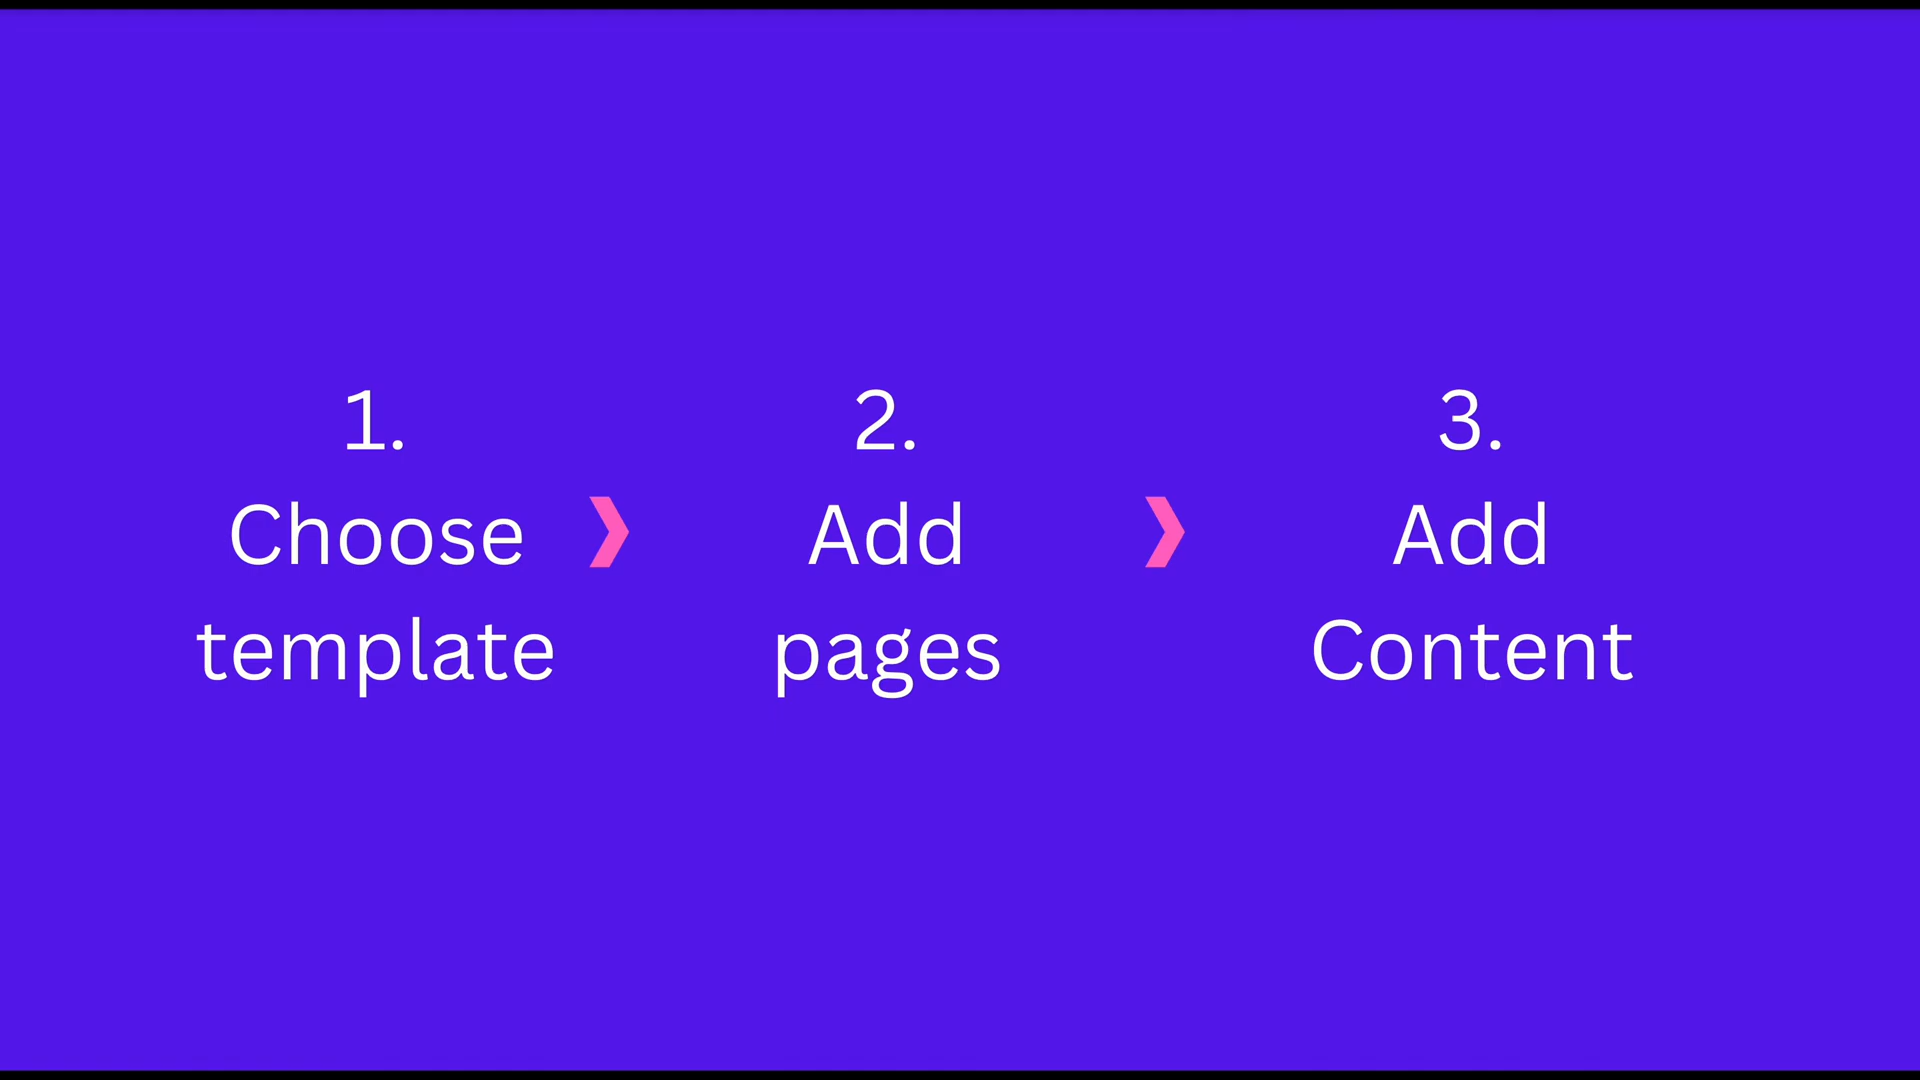 1.
Choose
template
2.
Add
pages
3.
Add
Content